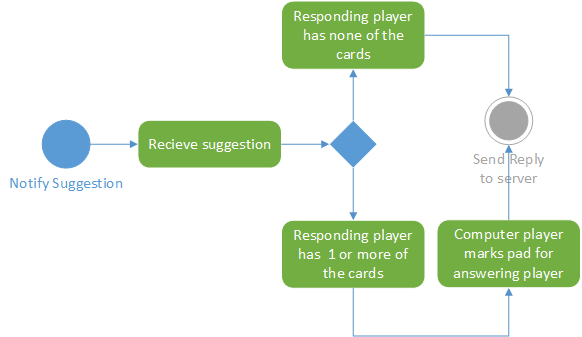 Responding player
has none of the
cards
Notify Suggestion
Recieve suggestion
Send Reply
to server
Responding player
has 1 or more of
the cards
Computer player
marks pad for
answering player